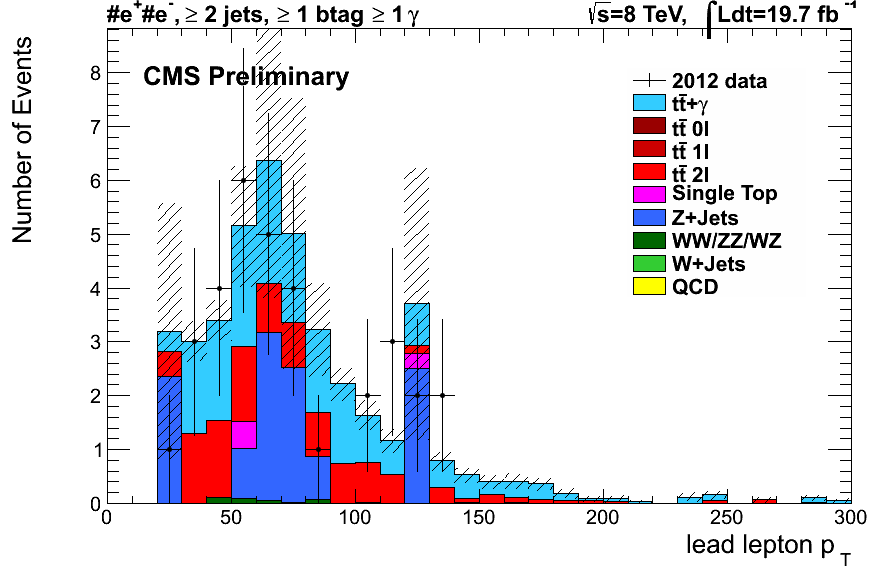 #e+#e-, ≥ 2 jets, ≥ 1 btag ≥ 1 γ
√s=8 TeV, ∫Ldt=19.7 fb-1
CMS Preliminary
2012 data
tt̄+γ
tt̄ 0l
tt̄ 1l
tt̄ 2l
Single Top
Z+Jets
WW/ZZ/WZ
W+Jets
QCD
Number of Events
8
7
6
5
4
3
2
1
0
0 50 100 150 200 250 300
lead lepton pT